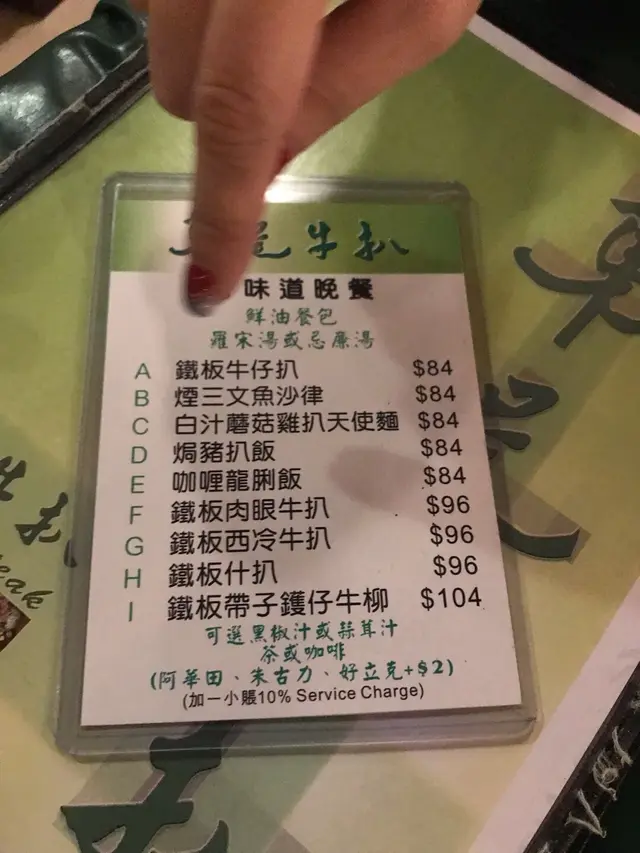 牛扒
味道晚餐
鮮油餐包
羅宋湯或忌廉湯
A 鐵板牛仔扒 $84
B 煙三文魚沙律 $84
C 白汁蘑菇雞扒天使麵 $84
D 焗豬扒飯 $84
E 咖喱龍脷飯 $84
F 鐵板肉眼牛扒 $96
G 鐵板西冷牛扒 $96
H 鐵板什扒 $96
I 鐵板帶子鑊仔牛柳 $104
可選黑椒汁或蒜茸汁
茶或咖啡
(阿華田、朱古力、好立克+$2)
(加一小賬10% Service Charge)